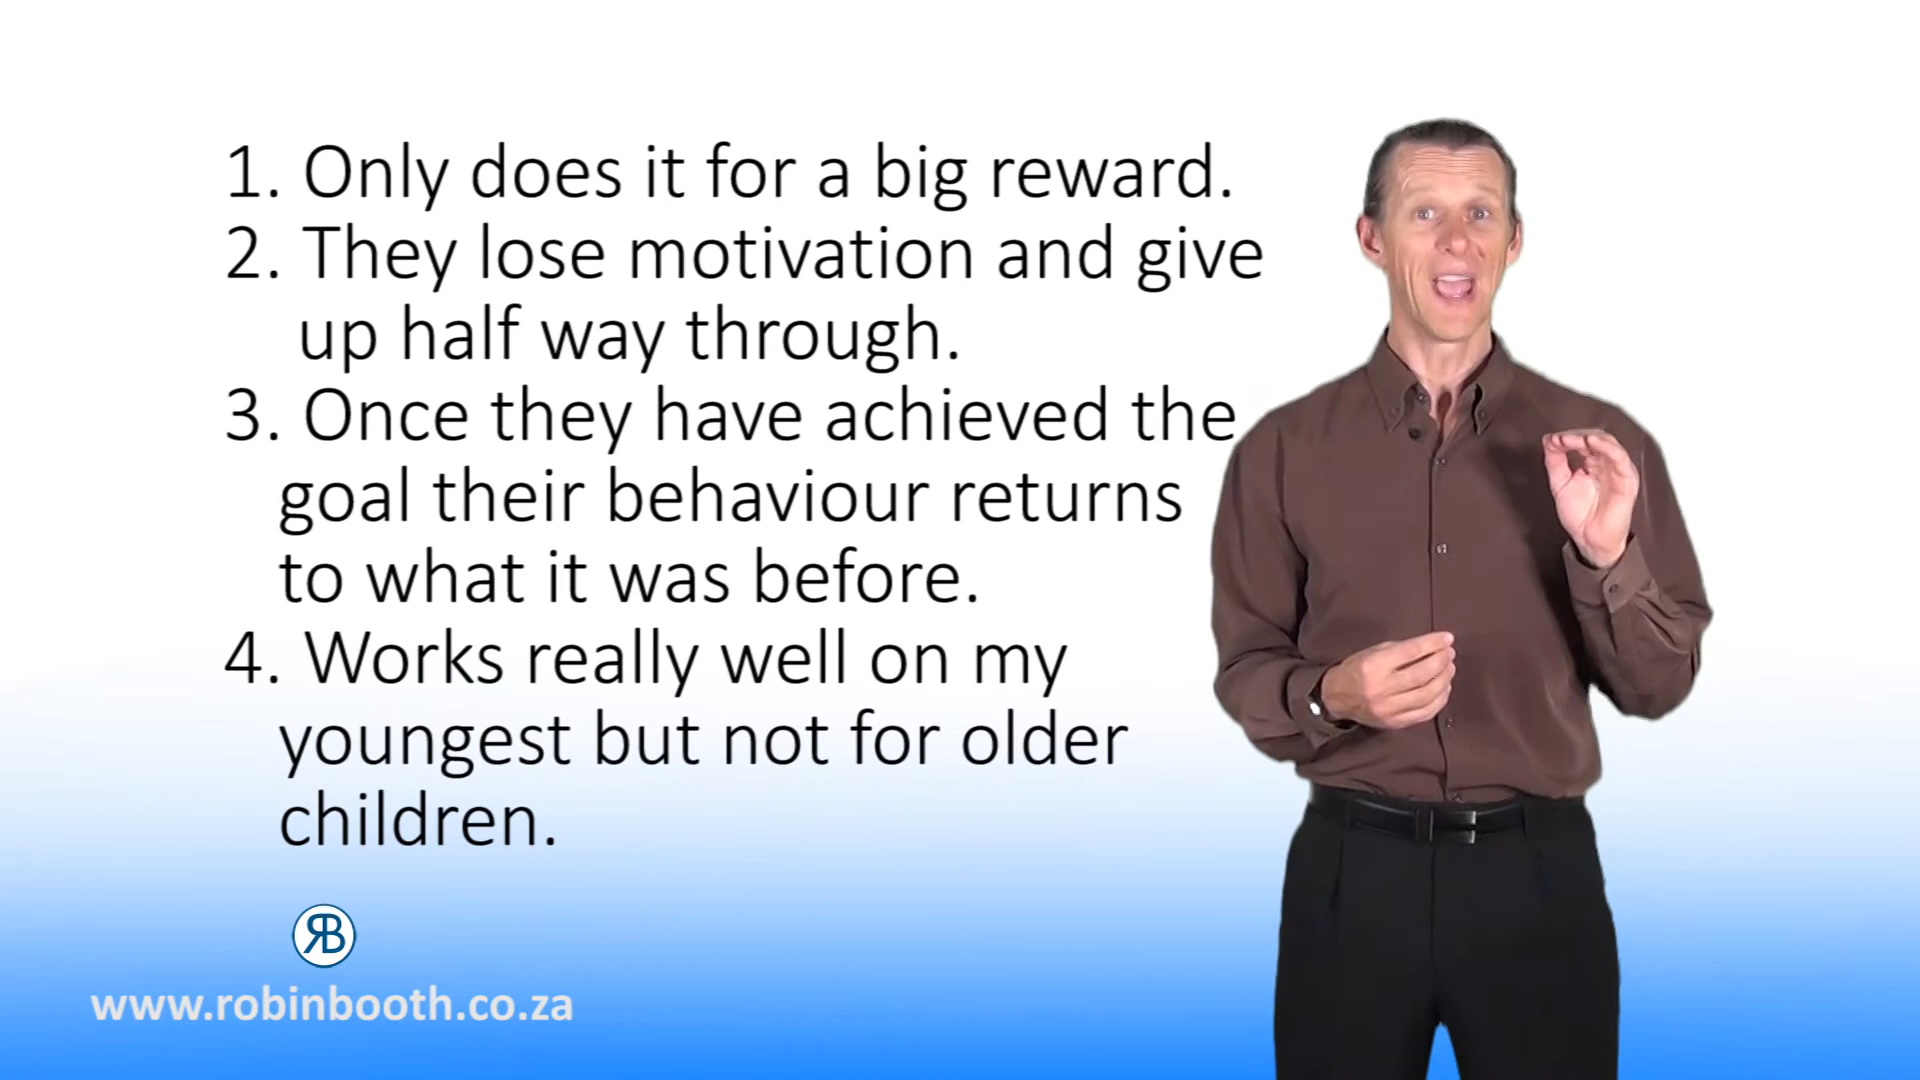 1. Only does it for a big reward.
2. They lose motivation and give
up half way through.
3. Once they have achieved the
goal their behaviour returns
to what it was before.
4. Works really well on my
youngest but not for older
children.
RB
www.robinbooth.co.za